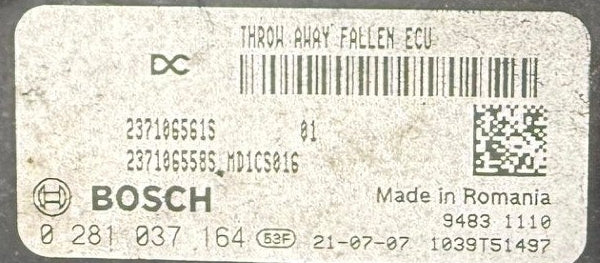 THROW AWAY FALLEN ECU
DC
237106561S 01
237106558S MD1CS016
BOSCH
Made in Romania
9483 1110
0 281 037 164 53F 21-07-07 1039T51497